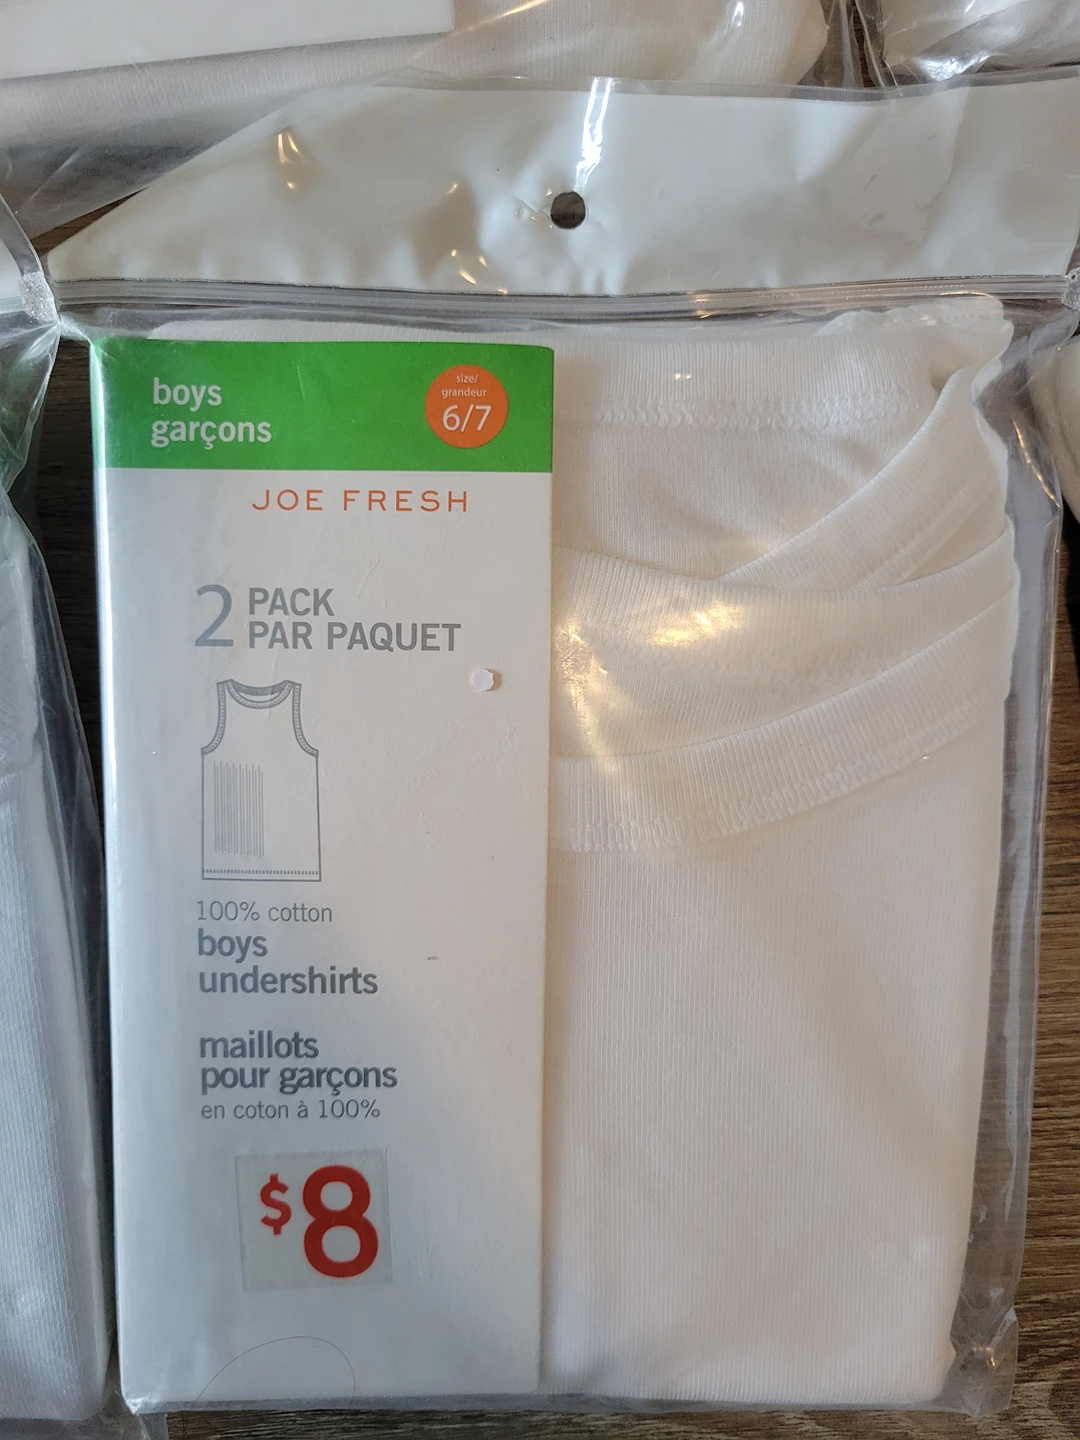 boys
garçons
size/
grandeur
6/7
JOE FRESH
2 PACK
PAR PAQUET
100% cotton
boys
undershirts
maillots
pour garçons
en coton à 100%
$8